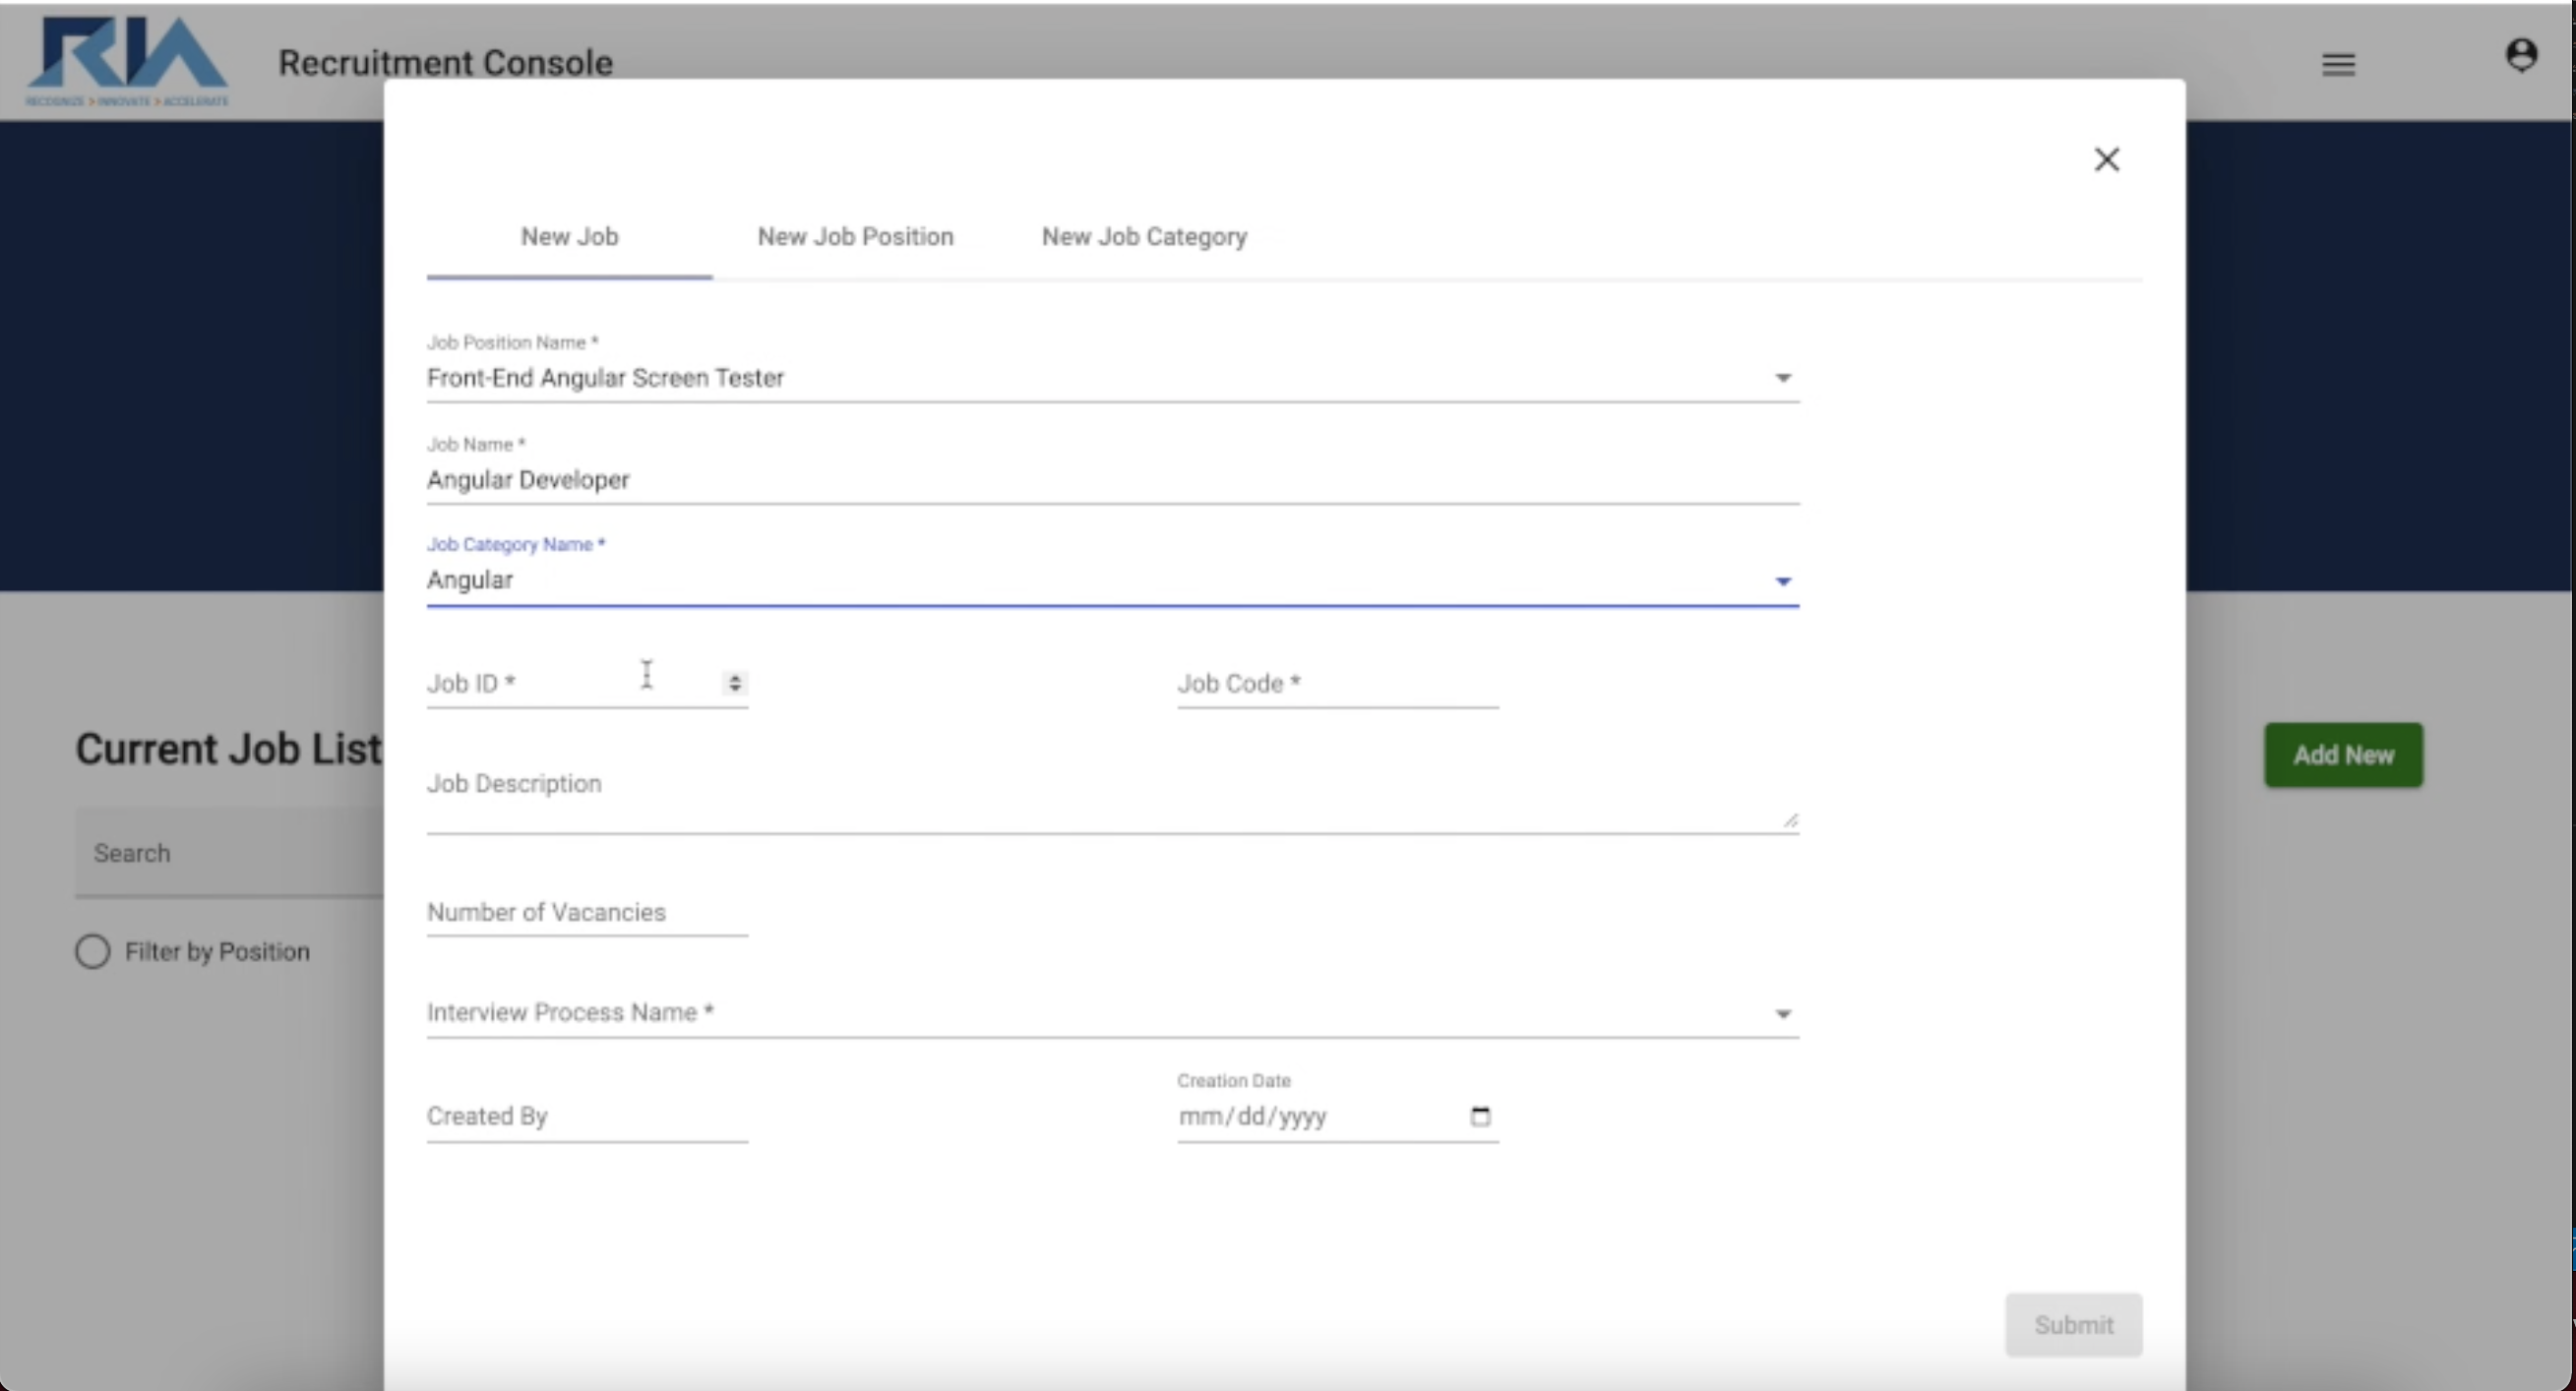 RIA
RECOGNIZE > INNOVATE > ACCELERATE
Recruitment Console
New Job New Job Position New Job Category
Job Position Name *
Front-End Angular Screen Tester
Job Name *
Angular Developer
Job Category Name *
Angular
Job ID * Job Code *
Current Job List
Add New
Job Description
Search
Number of Vacancies
Filter by Position
Interview Process Name *
Creation Date
Created By mm/dd/yyyy
Submit